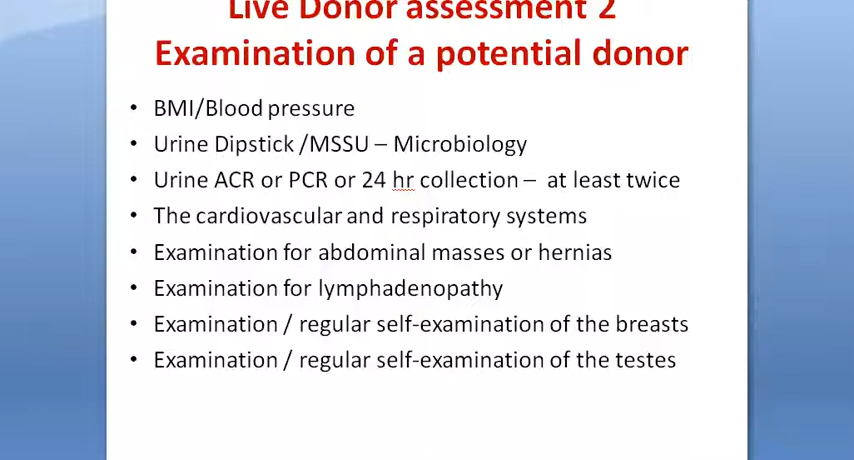 Live Donor assessment 2
Examination of a potential donor
• BMI/Blood pressure
• Urine Dipstick /MSSU – Microbiology
• Urine ACR or PCR or 24 hr collection – at least twice
• The cardiovascular and respiratory systems
• Examination for abdominal masses or hernias
• Examination for lymphadenopathy
• Examination / regular self-examination of the breasts
• Examination / regular self-examination of the testes